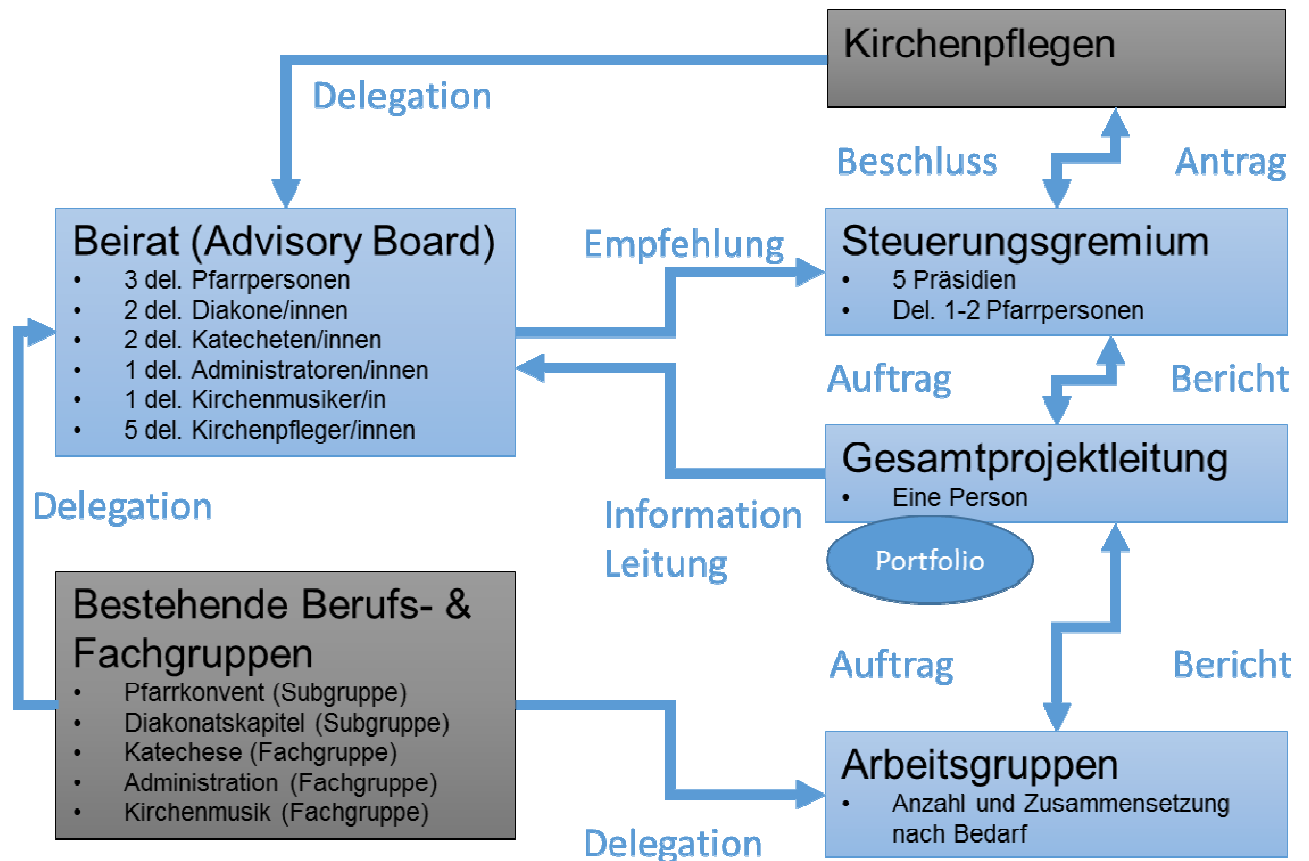 Kirchenpflegen
Delegation
Beschluss
Antrag
Beirat (Advisory Board)
• 3 del. Pfarrpersonen
• 2 del. Diakone/innen
• 2 del. Katecheten/innen
• 1 del. Administratoren/innen
• 1 del. Kirchenmusiker/in
• 5 del. Kirchenpfleger/innen
Empfehlung
Steuerungsgremium
• 5 Präsidien
• Del. 1-2 Pfarrpersonen
Auftrag
Bericht
Gesamtprojektleitung
• Eine Person
Portfolio
Information
Leitung
Delegation
Bestehende Berufs- &
Fachgruppen
• Pfarrkonvent (Subgruppe)
• Diakonatskapitel (Subgruppe)
• Katechese (Fachgruppe)
• Administration (Fachgruppe)
• Kirchenmusik (Fachgruppe)
Auftrag
Bericht
Arbeitsgruppen
• Anzahl und Zusammensetzung
nach Bedarf
Delegation